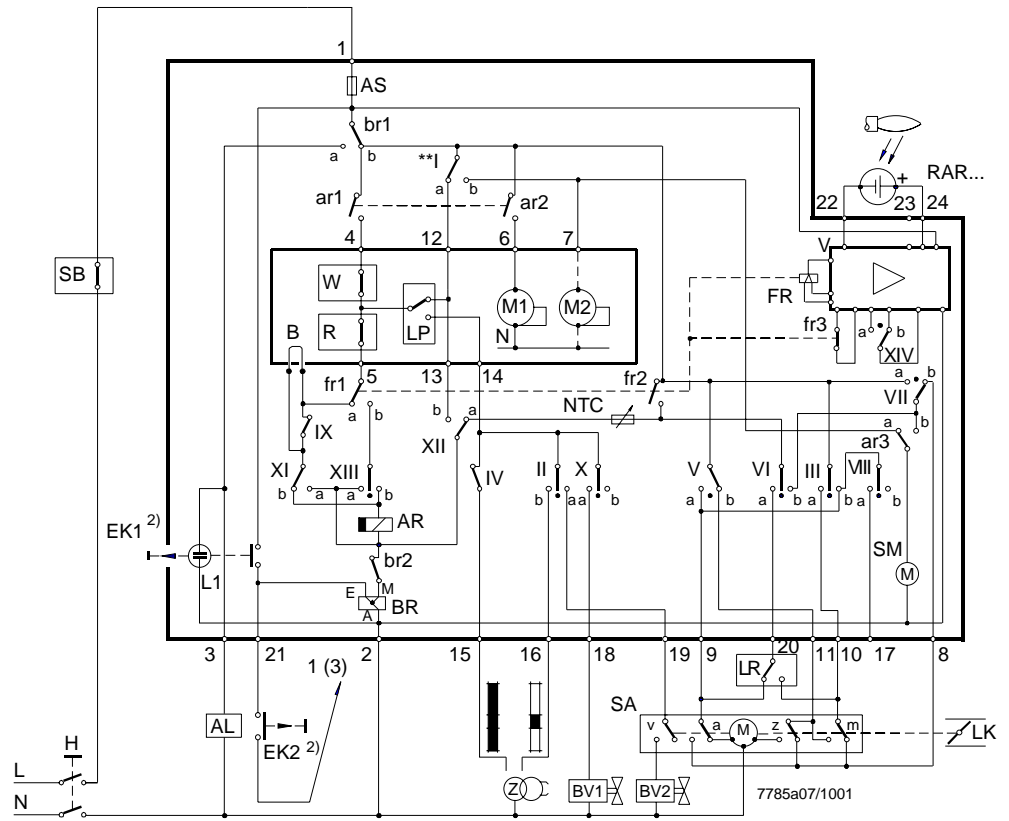 1
AS
br1
a
b
**I
a
b
+
RAR...
22
23
24
ar1
ar2
4
12
6
7
V
SB
W
M1
M2
FR
LP
R
N
fr3
a
b
XIV
B
fr1
5
13
14
fr2
NTC
a
b
VII
a
b
b
a
XII
IX
a
b
ar3
XI
XIII
IV
II
X
V
VI
III
VIII
b
a
a
b
b
a
a
b
a
b
a
b
a
b
a
b
AR
EK1 2)
L1
br2
SM
M
E
M
BR
A
3
21
2
15
16
18
19
9
20
11
10
17
8
1 (3)
LR
SA
AL
v
a
M
z
m
LK
H
EK2 2)
L
Z
BV1
BV2
N
7785a07/1001